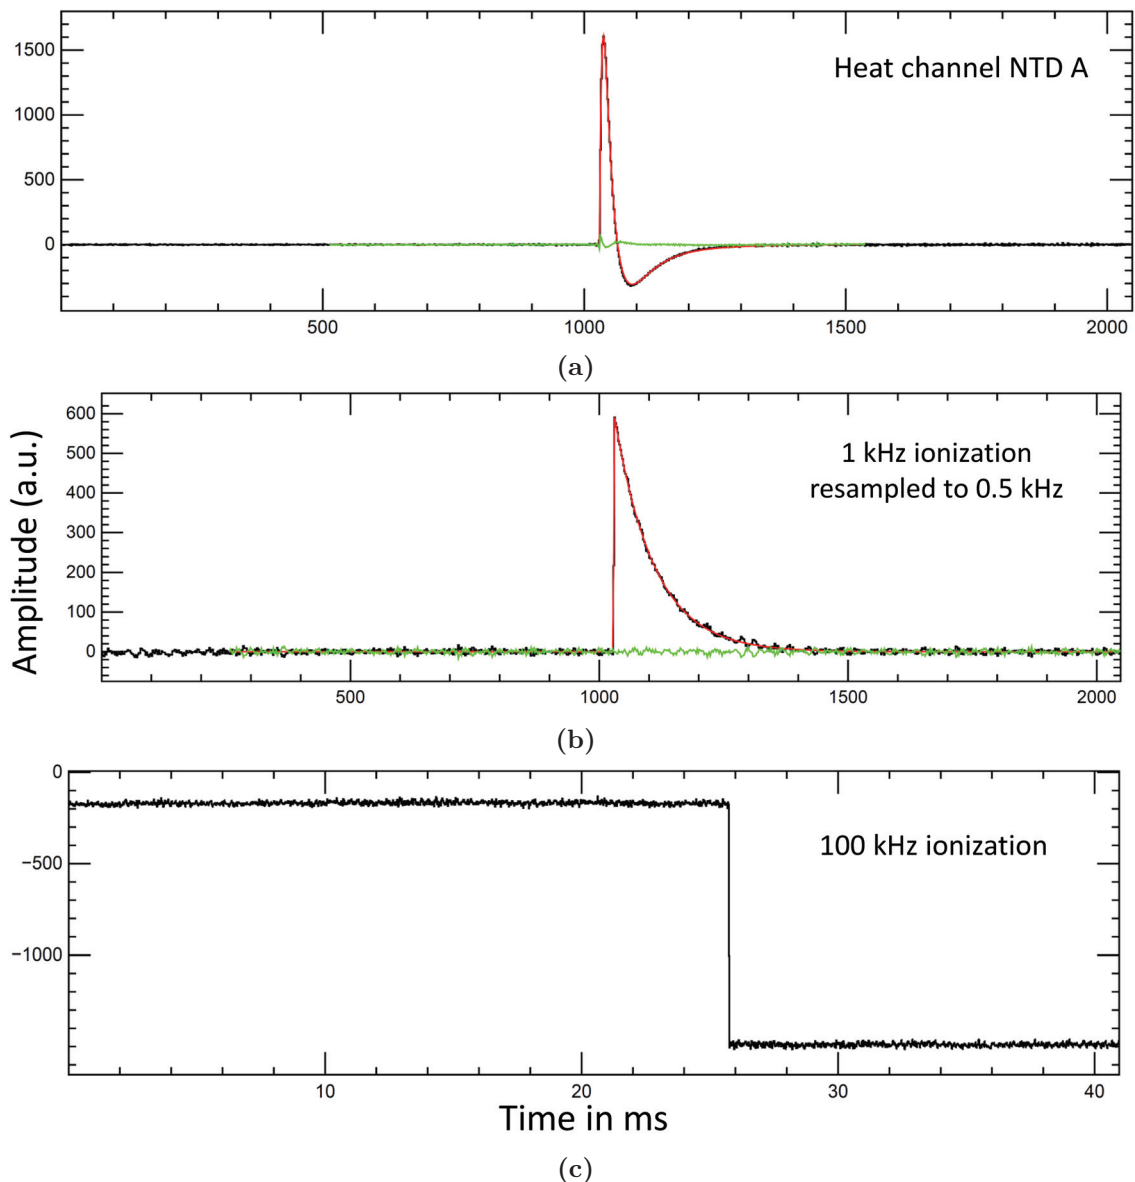 1500
1000
500
0
Heat channel NTD A
500 1000 1500 2000
(a)
600
500
400
300
200
100
0
1 kHz ionization
resampled to 0.5 kHz
Amplitude (a.u.)
500 1000 1500 2000
(b)
0
−500
−1000
100 kHz ionization
10 20 30 40
Time in ms
(c)